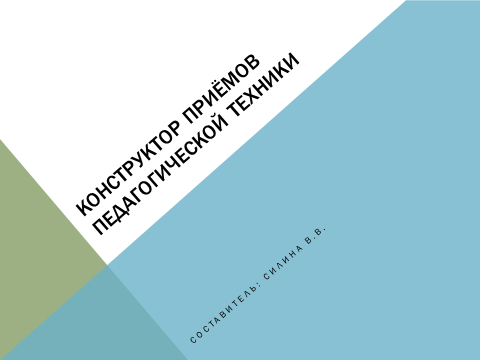 КОНСТРУКТОР ПРИЁМОВ
ПЕДАГОГИЧЕСКОЙ ТЕХНИКИ
СОСТАВИТЕЛЬ: СИЛИНА В.В.